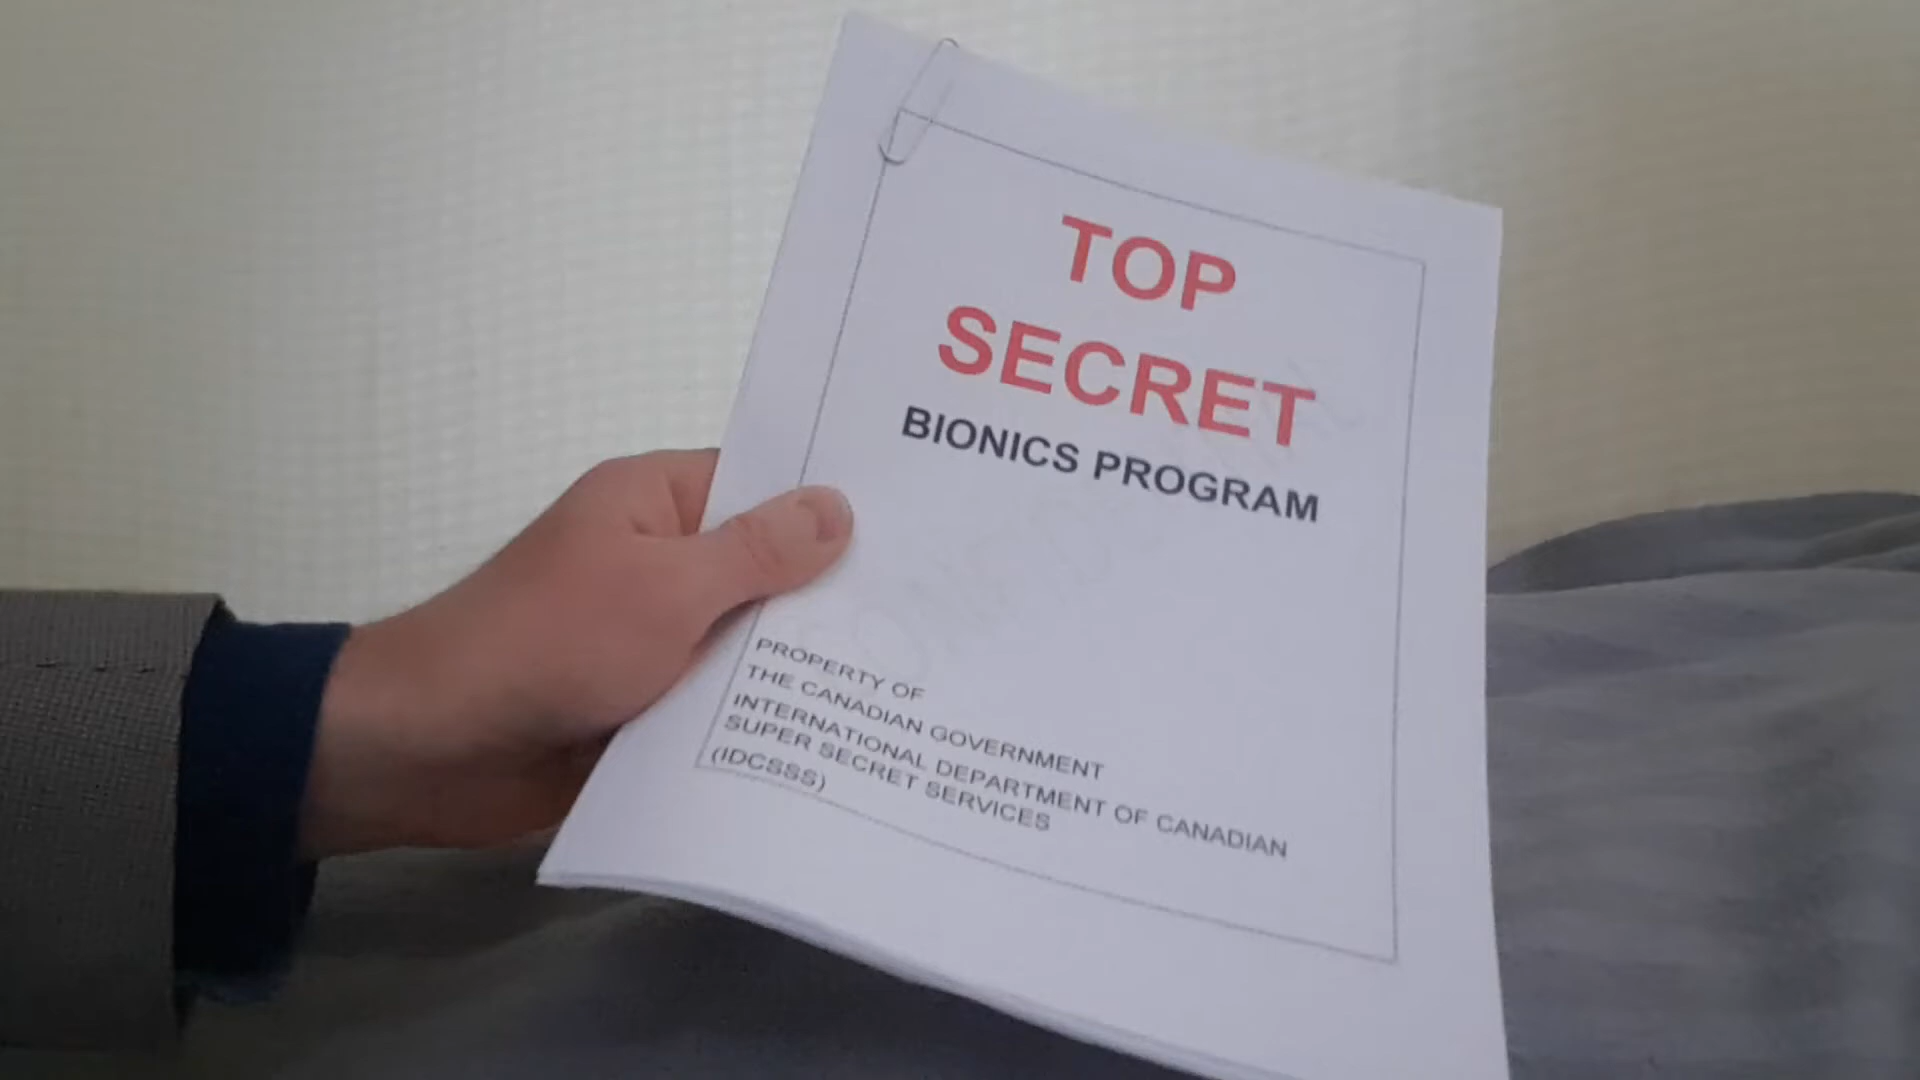 TOP
SECRET
BIONICS PROGRAM
PROPERTY OF
THE CANADIAN GOVERNMENT
INTERNATIONAL DEPARTMENT OF CANADIAN
SUPER SECRET SERVICES
(IDCSSS)